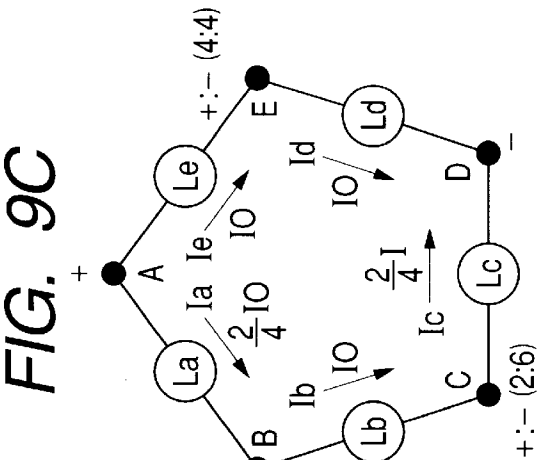 FIG. 9C
+
A
+:− (4:4)
E
Le
La
Ie
IO
Ia
2/4 IO
Id
IO
Ld
B
Ib
IO
Lb
2/4 I
Ic
D
−
Lc
C
+:− (2:6)